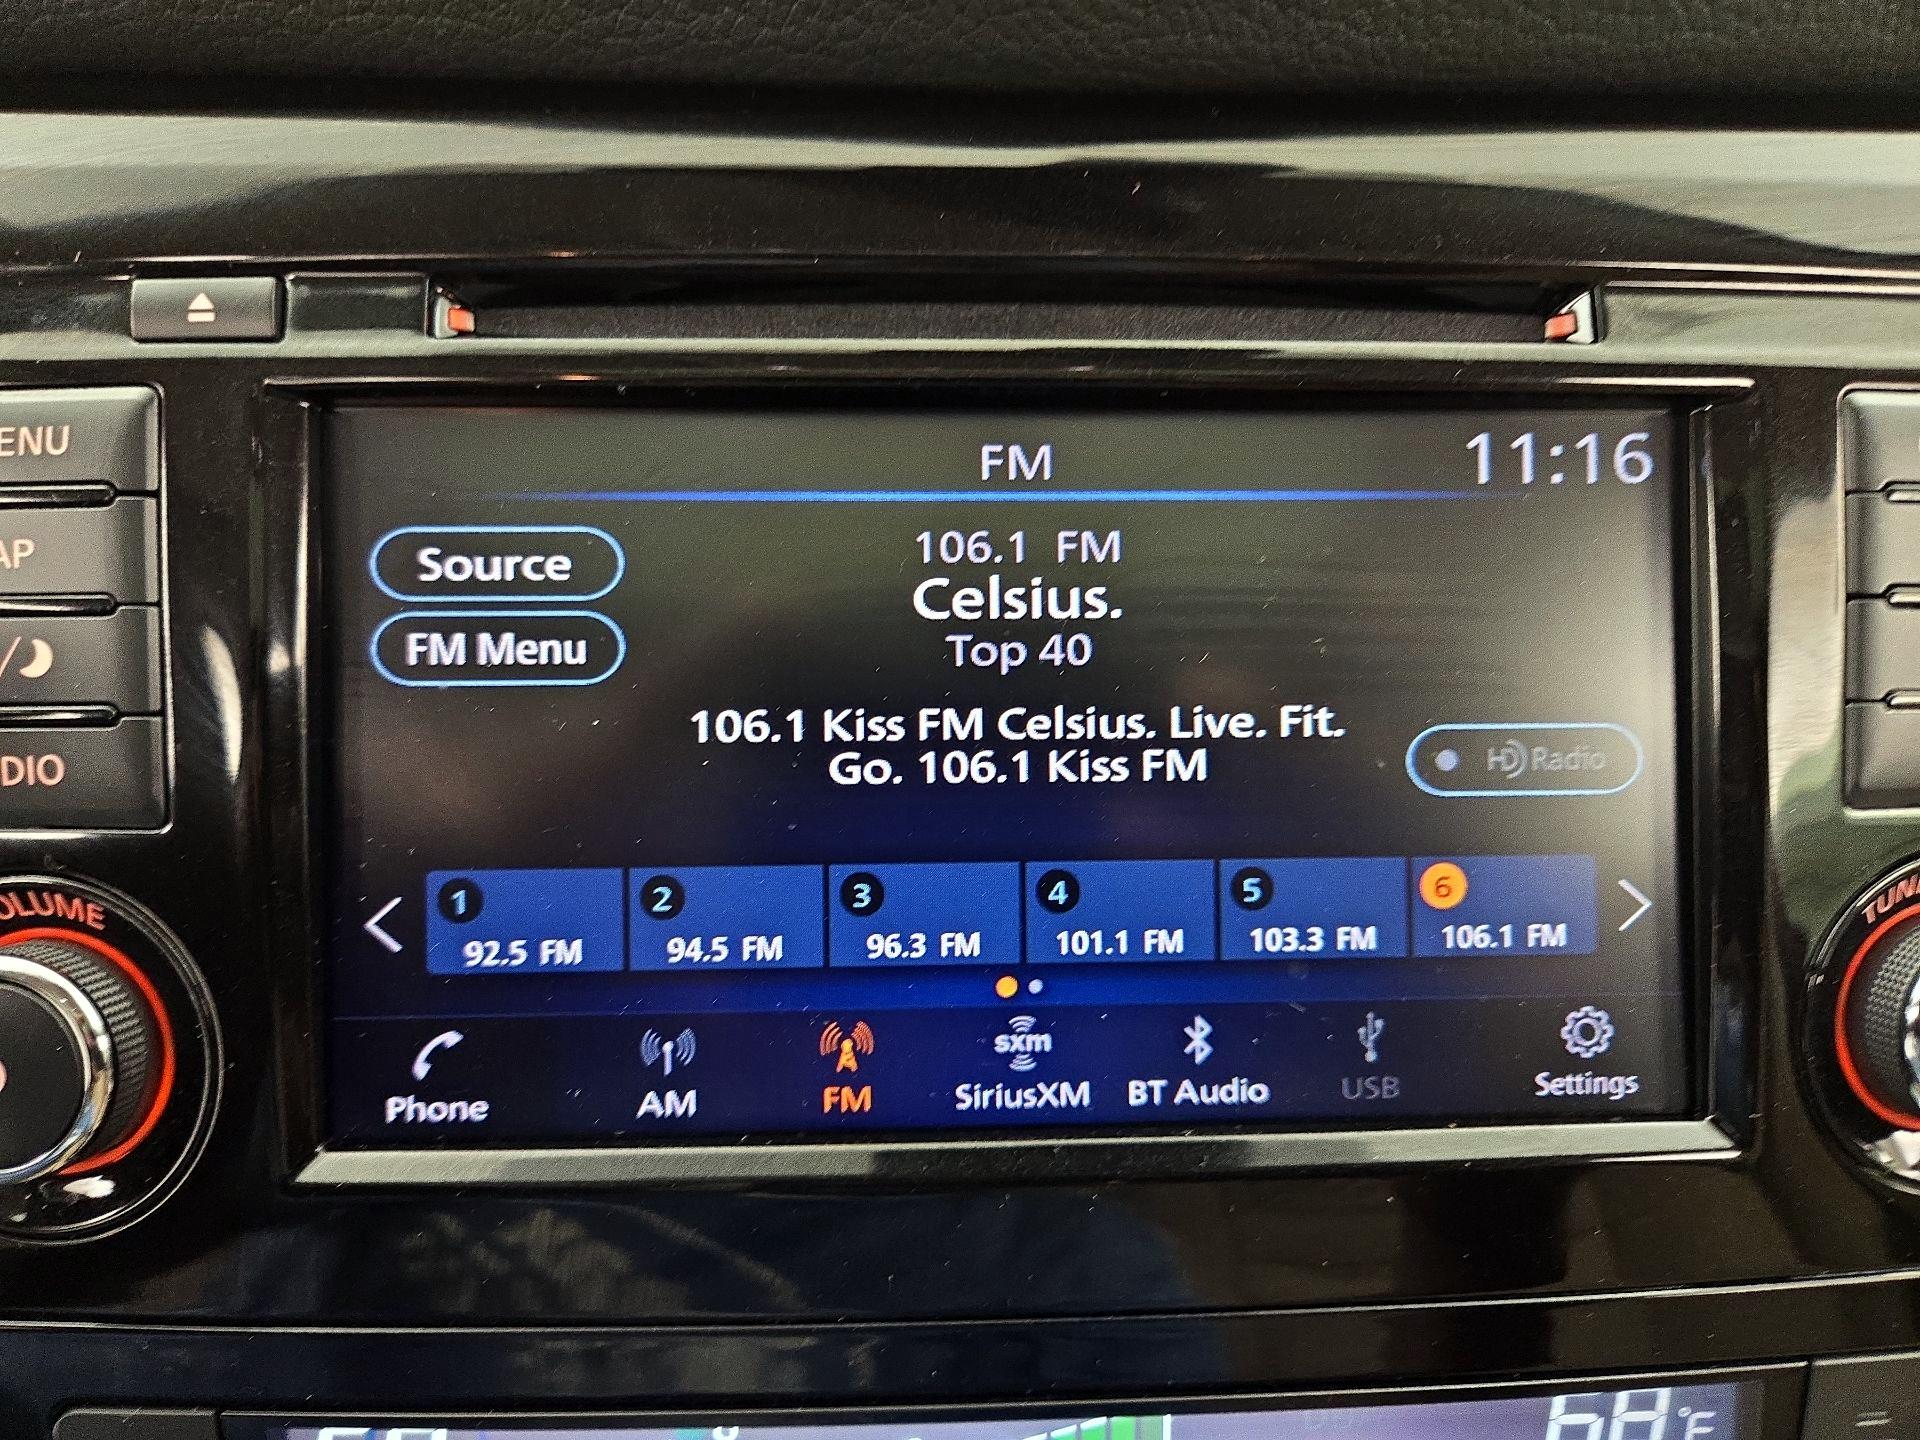 FM
11:16
Source
106.1 FM
Celsius.
FM Menu
Top 40
106.1 Kiss FM Celsius. Live. Fit.
Go. 106.1 Kiss FM
HD Radio
ENU
AP
DIO
OLUME
TUN
1 92.5 FM
2 94.5 FM
3 96.3 FM
4 101.1 FM
5 103.3 FM
6 106.1 FM
Phone
AM
FM
sxm
SiriusXM
BT Audio
USB
Settings
68°F